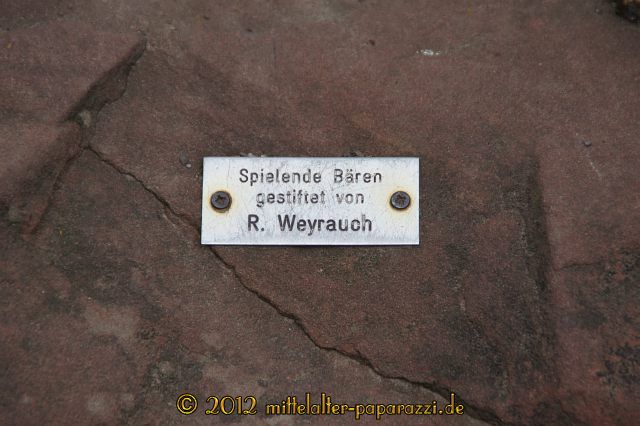 Spielende Bären
gestiftet von
R. Weyrauch
© 2012 mittelalter-paparazzi.de